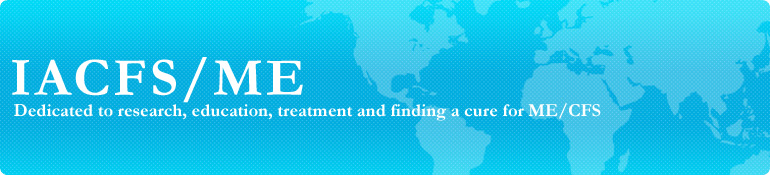 IACFS/ME
Dedicated to research, education, treatment and finding a cure for ME/CFS